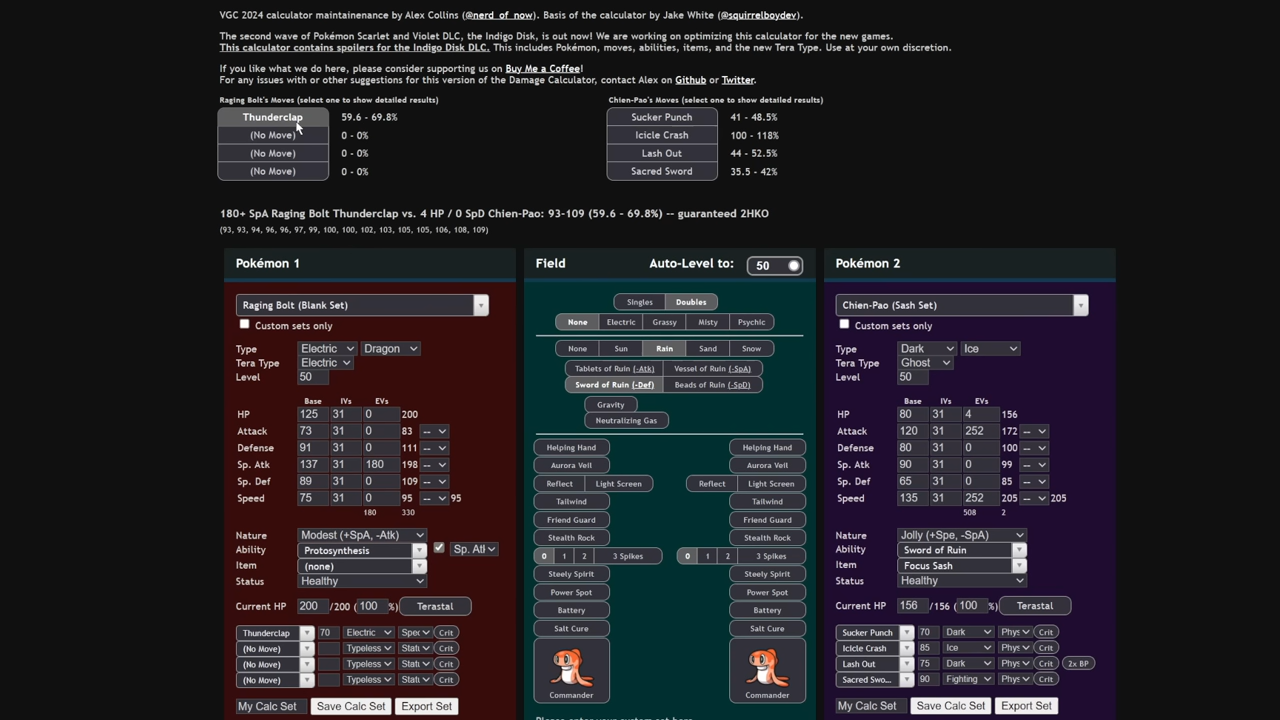 VGC 2024 calculator maintainenance by Alex Collins (@nerd_of_now). Basis of the calculator by Jake White (@squirrelboydev).
The second wave of Pokémon Scarlet and Violet DLC, the Indigo Disk, is out now! We are working on optimizing this calculator for the new games.
This calculator contains spoilers for the Indigo Disk DLC. This includes Pokémon, moves, abilities, items, and the new Tera Type. Use at your own discretion.
If you like what we do here, please consider supporting us on Buy Me a Coffee!
For any issues with or other suggestions for this version of the Damage Calculator, contact Alex on Github or Twitter.
Raging Bolt's Moves (select one to show detailed results)
Thunderclap 59.6 - 69.8%
(No Move) 0 - 0%
(No Move) 0 - 0%
(No Move) 0 - 0%
Chien-Pao's Moves (select one to show detailed results)
Sucker Punch 41 - 48.5%
Icicle Crash 100 - 118%
Lash Out 44 - 52.5%
Sacred Sword 35.5 - 42%
180+ SpA Raging Bolt Thunderclap vs. 4 HP / 0 SpD Chien-Pao: 93-109 (59.6 - 69.8%) -- guaranteed 2HKO
(93, 93, 94, 96, 96, 97, 99, 100, 100, 102, 103, 105, 105, 106, 108, 109)
Pokémon 1
Raging Bolt (Blank Set)
Custom sets only
Type Electric Dragon
Tera Type Electric
Level 50
Base IVs EVs
HP 125 31 0 200
Attack 73 31 0 83 --
Defense 91 31 0 111 --
Sp. Atk 137 31 180 198 --
Sp. Def 89 31 0 109 --
Speed 75 31 0 95 -- 95
180 330
Nature Modest (+SpA, -Atk)
Ability Protosynthesis Sp. Atl
Item (none)
Status Healthy
Current HP 200 /200 ( 100 %) Terastal
Thunderclap 70 Electric Spec Crit
(No Move) Typeless Stati Crit
(No Move) Typeless Stati Crit
(No Move) Typeless Stati Crit
My Calc Set Save Calc Set Export Set
Field Auto-Level to: 50
Singles Doubles
None Electric Grassy Misty Psychic
None Sun Rain Sand Snow
Tablets of Ruin (-Atk) Vessel of Ruin (-SpA)
Sword of Ruin (-Def) Beads of Ruin (-SpD)
Gravity
Neutralizing Gas
Helping Hand Helping Hand
Aurora Veil Aurora Veil
Reflect Light Screen Reflect Light Screen
Tailwind Tailwind
Friend Guard Friend Guard
Stealth Rock Stealth Rock
0 1 2 3 Spikes 0 1 2 3 Spikes
Steely Spirit Steely Spirit
Power Spot Power Spot
Battery Battery
Salt Cure Salt Cure
Commander Commander
Pokémon 2
Chien-Pao (Sash Set)
Custom sets only
Type Dark Ice
Tera Type Ghost
Level 50
Base IVs EVs
HP 80 31 4 156
Attack 120 31 252 172 --
Defense 80 31 0 100 --
Sp. Atk 90 31 0 99 --
Sp. Def 65 31 0 85 --
Speed 135 31 252 205 -- 205
508 2
Nature Jolly (+Spe, -SpA)
Ability Sword of Ruin
Item Focus Sash
Status Healthy
Current HP 156 /156 ( 100 %) Terastal
Sucker Punch 70 Dark Phys Crit
Icicle Crash 85 Ice Phys Crit
Lash Out 75 Dark Phys Crit 2x BP
Sacred Swo... 90 Fighting Phys Crit
My Calc Set Save Calc Set Export Set